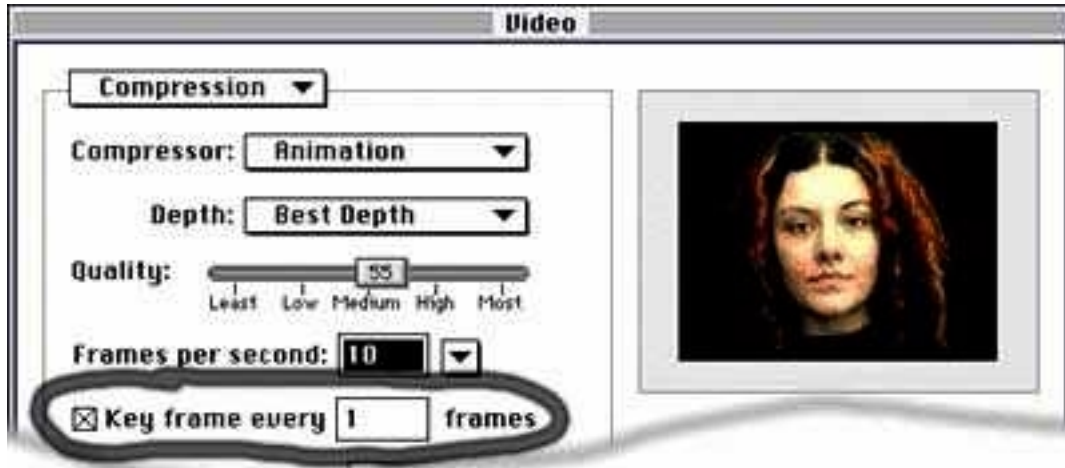 Video
Compression
Compressor: Animation
Depth: Best Depth
Quality: 55
Least Low Medium High Most
Frames per second: 10
Key frame every 1 frames